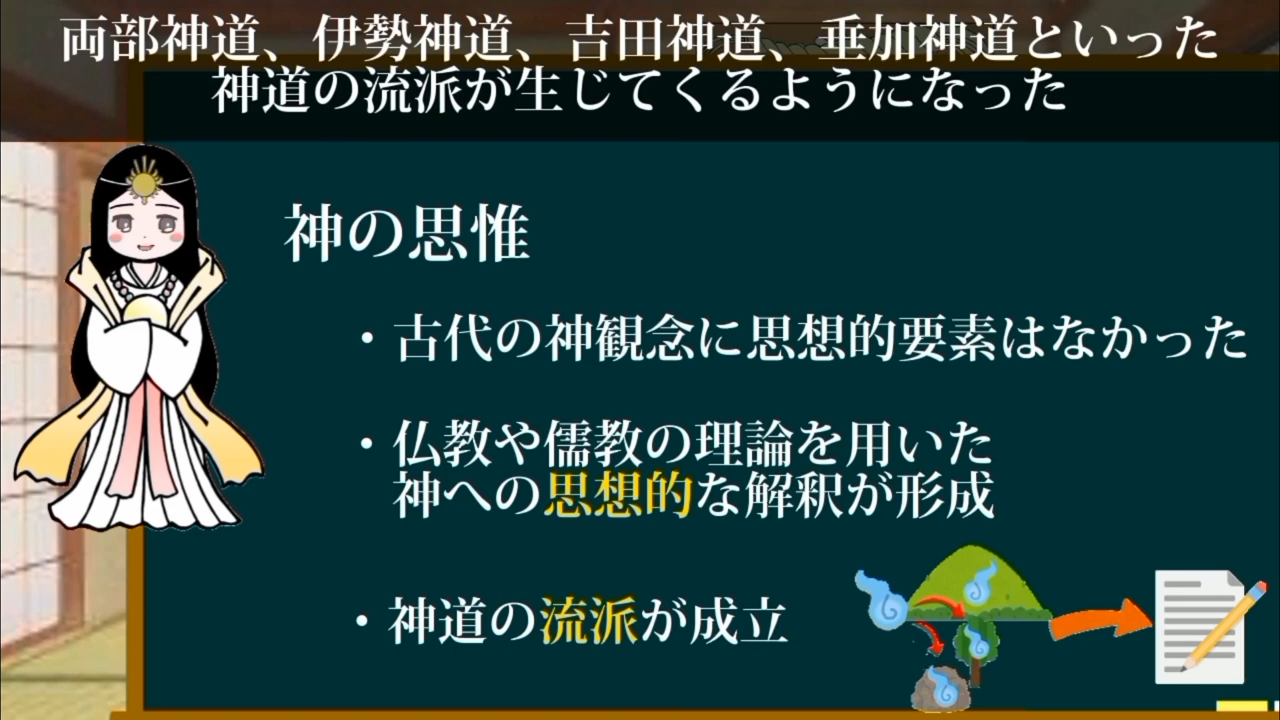 両部神道、伊勢神道、吉田神道、垂加神道といった
神道の流派が生じてくるようになった
神の思惟
・古代の神観念に思想的要素はなかった
・仏教や儒教の理論を用いた
神への思想的な解釈が形成
・神道の流派が成立